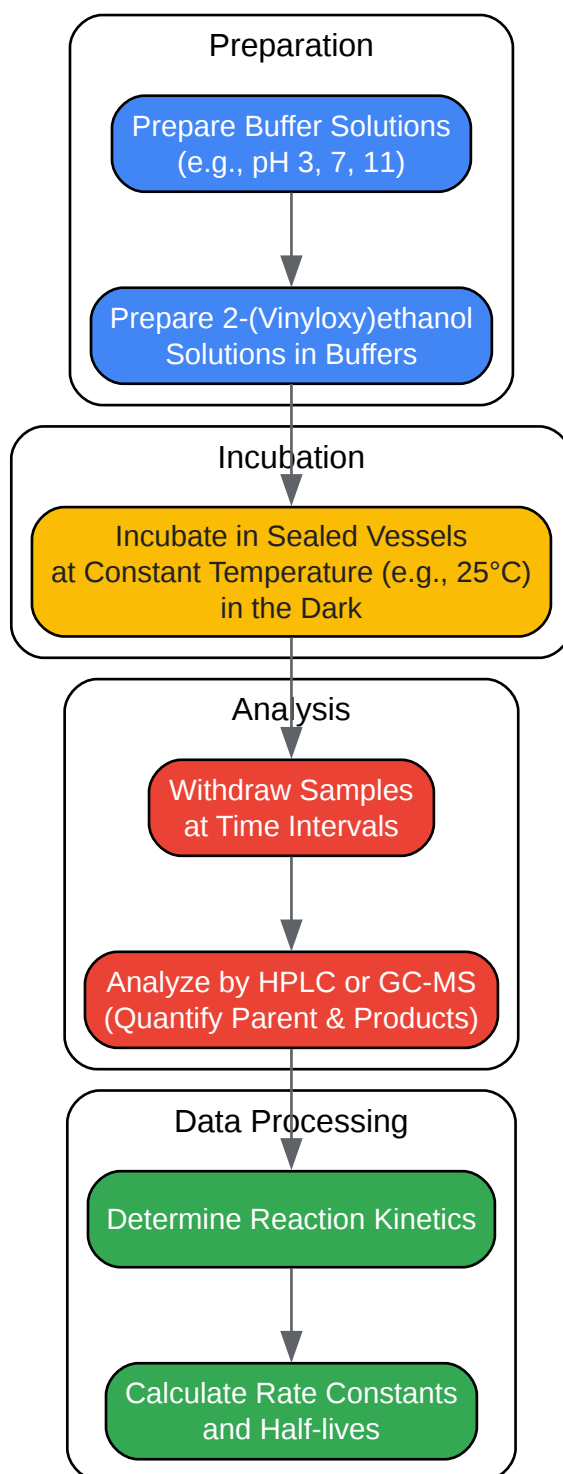 Preparation
Prepare Buffer Solutions
(e.g., pH 3, 7, 11)
Prepare 2-(Vinyloxy)ethanol
Solutions in Buffers
Incubation
Incubate in Sealed Vessels
at Constant Temperature (e.g., 25°C)
in the Dark
Analysis
Withdraw Samples
at Time Intervals
Analyze by HPLC or GC-MS
(Quantify Parent & Products)
Data Processing
Determine Reaction Kinetics
Calculate Rate Constants
and Half-lives